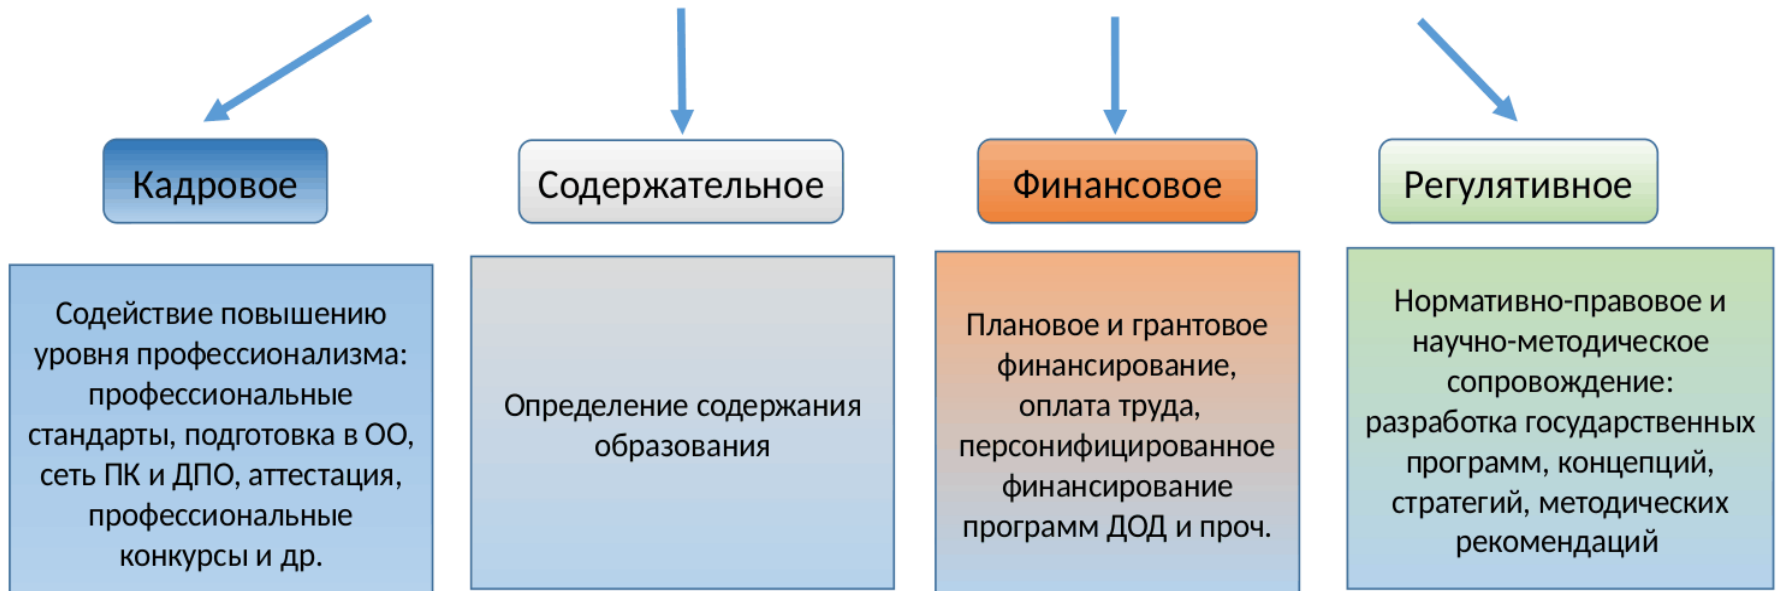 Кадровое
Содержательное
Финансовое
Регулятивное
Содействие повышению
уровня профессионализма:
профессиональные
стандарты, подготовка в ОО,
сеть ПК и ДПО, аттестация,
профессиональные
конкурсы и др.
Определение содержания
образования
Плановое и грантовое
финансирование,
оплата труда,
персонифицированное
финансирование
программ ДОД и проч.
Нормативно-правовое и
научно-методическое
сопровождение:
разработка государственных
программ, концепций,
стратегий, методических
рекомендаций